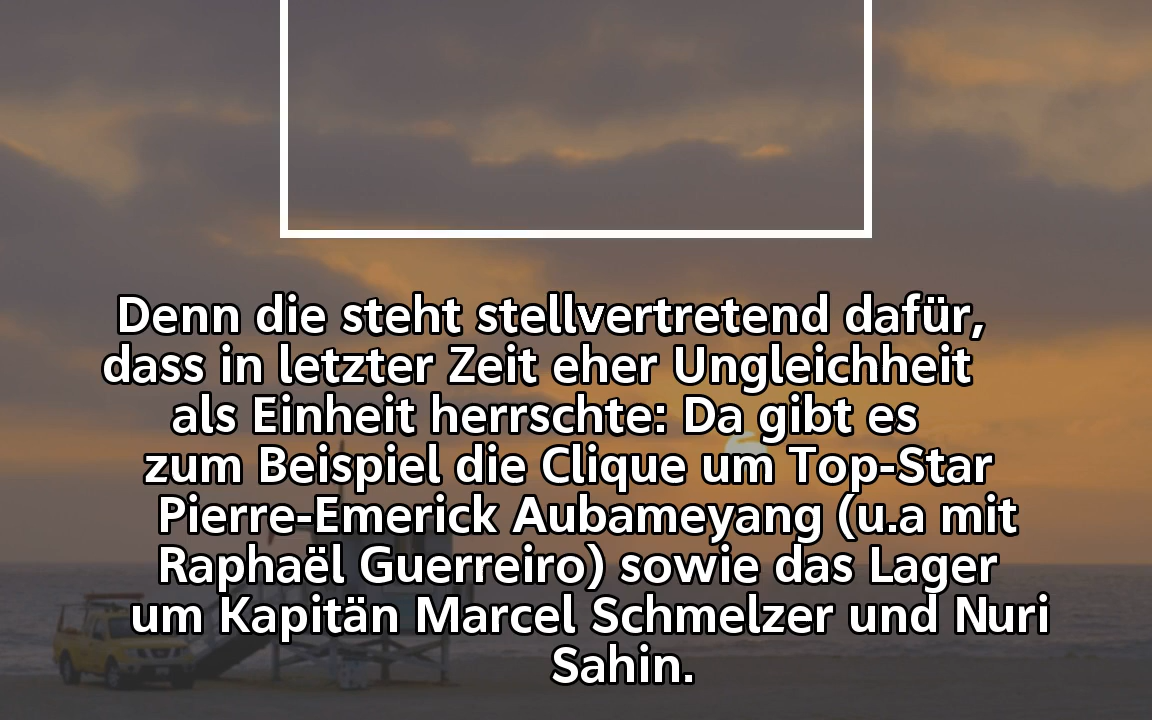 Denn die steht stellvertretend dafür,
dass in letzter Zeit eher Ungleichheit
als Einheit herrschte: Da gibt es
zum Beispiel die Clique um Top-Star
Pierre-Emerick Aubameyang (u.a mit
Raphaël Guerreiro) sowie das Lager
um Kapitän Marcel Schmelzer und Nuri
Sahin.